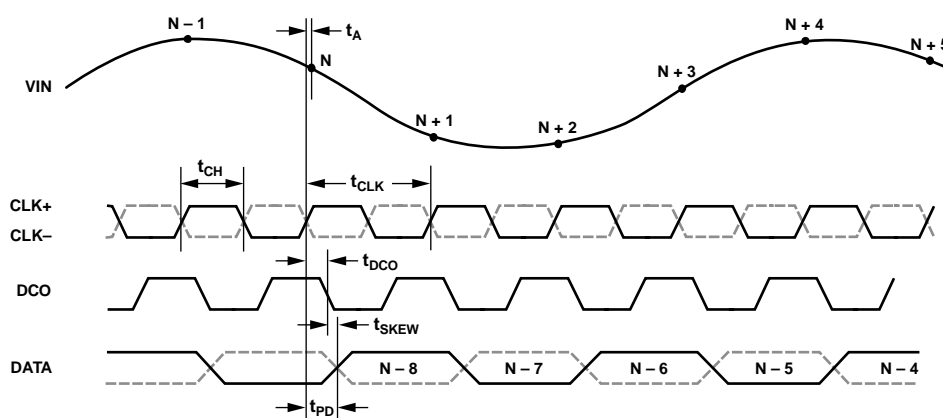 N – 1
tA
N
N + 1
N + 2
N + 3
N + 4
N + 5
VIN
tCH
tCLK
CLK+
CLK–
tDCO
DCO
tSKEW
DATA
N – 8
N – 7
N – 6
N – 5
N – 4
tPD